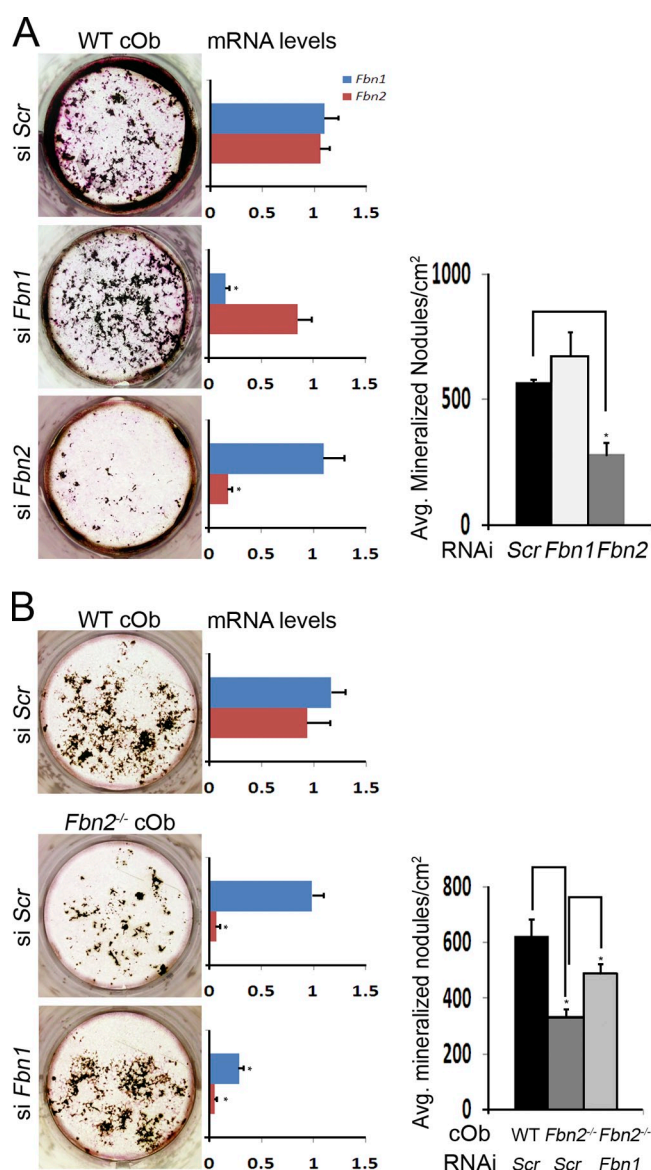 A
WT cOb
mRNA levels
si Scr
Fbn1
Fbn2
0 0.5 1 1.5
si Fbn1
*
0 0.5 1 1.5
si Fbn2
*
0 0.5 1 1.5
Avg. Mineralized Nodules/cm²
1000
500
0
*
RNAi Scr Fbn1 Fbn2
B
WT cOb
mRNA levels
si Scr
0 0.5 1 1.5
Fbn2-/- cOb
si Scr
*
0 0.5 1 1.5
si Fbn1
*
*
0 0.5 1 1.5
Avg. mineralized nodules/cm²
800
600
400
200
0
*
*
cOb WT Fbn2-/- Fbn2-/-
RNAi Scr Scr Fbn1